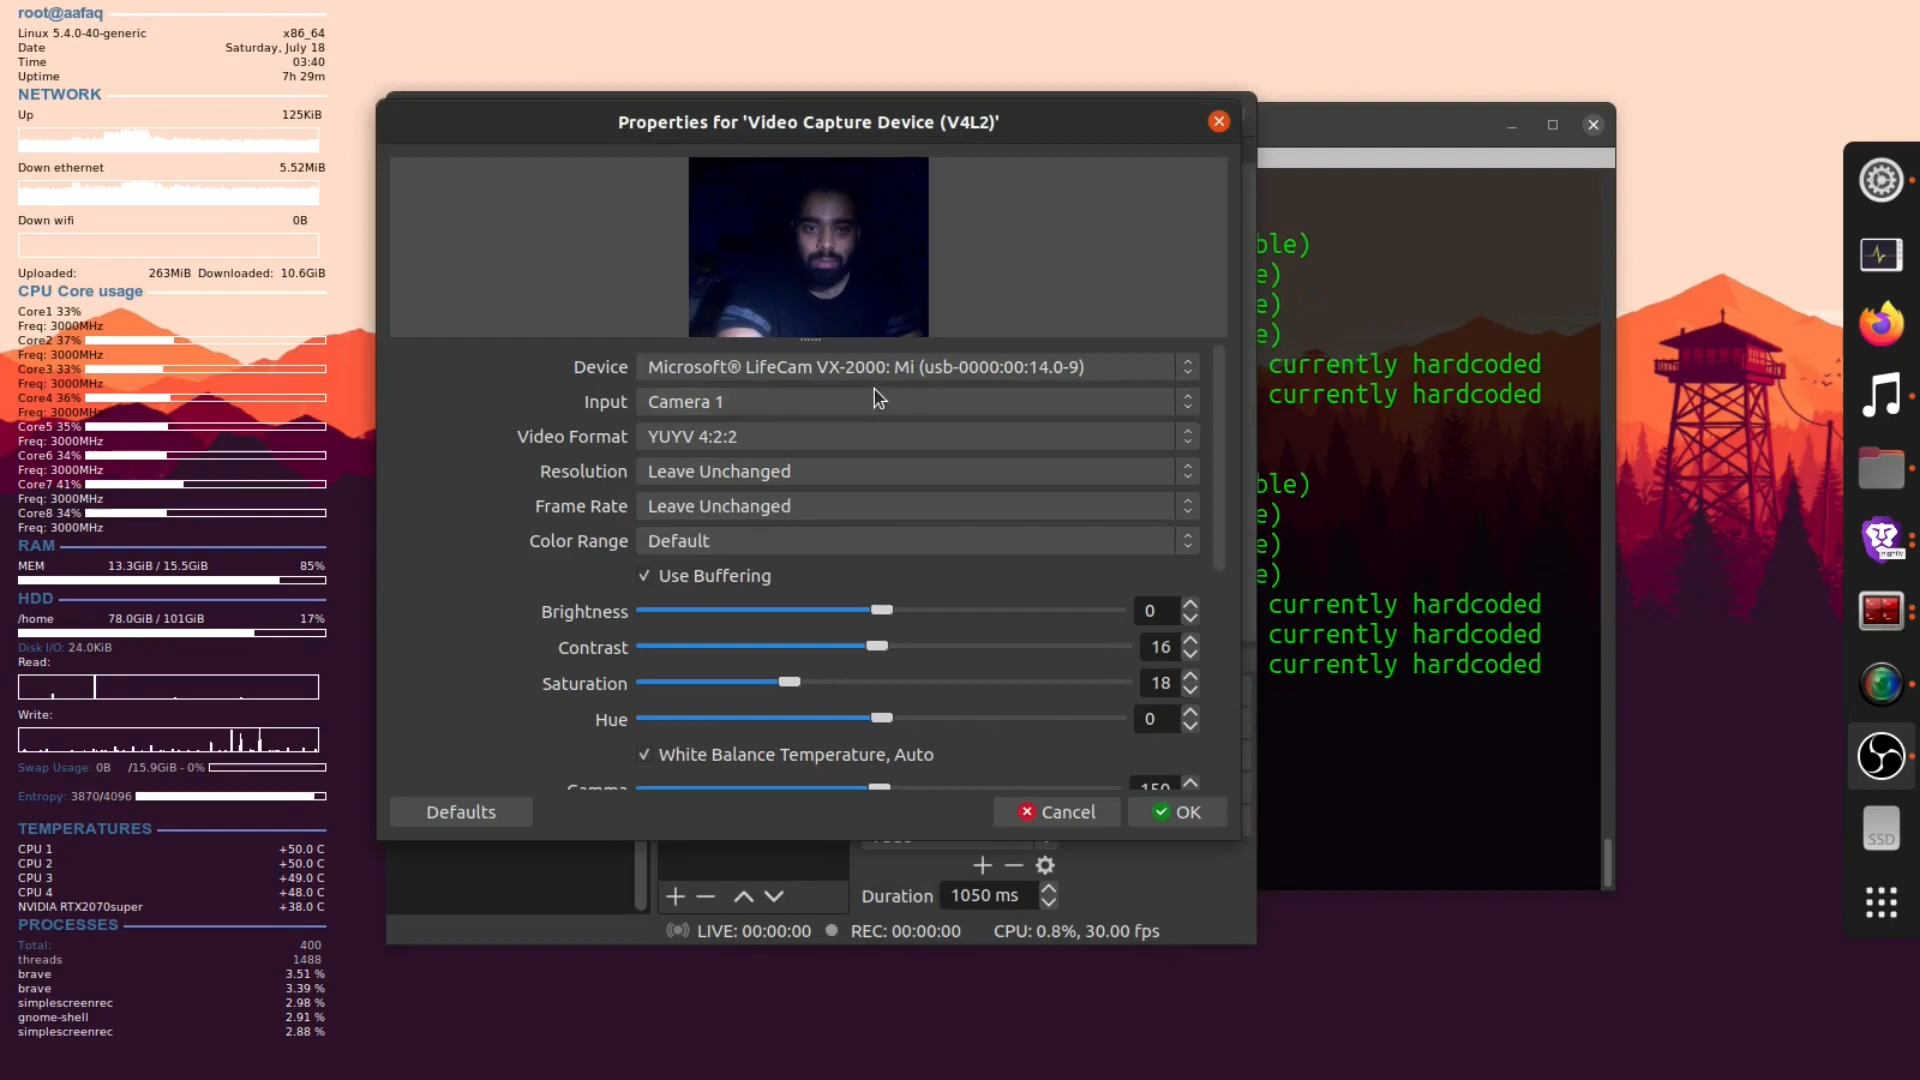 root@aafaq
Linux 5.4.0-40-generic x86_64
Date Saturday, July 18
Time 03:40
Uptime 7h 29m
NETWORK
Up 125KiB
Down ethernet 5.52MiB
Down wifi 0B
Uploaded: 263MiB Downloaded: 10.6GiB
CPU Core usage
Core1 33%
Freq: 3000MHz
Core2 37%
Freq: 3000MHz
Core3 33%
Freq: 3000MHz
Core4 36%
Freq: 3000MHz
Core5 35%
Freq: 3000MHz
Core6 34%
Freq: 3000MHz
Core7 41%
Freq: 3000MHz
Core8 34%
Freq: 3000MHz
RAM
MEM 13.3GiB / 15.5GiB 85%
HDD
/home 78.0GiB / 101GiB 17%
Disk I/O: 24.0KiB
Read:
Write:
Swap Usage: 0B /15.9GiB - 0%
Entropy: 3870/4096
TEMPERATURES
CPU 1 +50.0 C
CPU 2 +50.0 C
CPU 3 +49.0 C
CPU 4 +48.0 C
NVIDIA RTX2070super +38.0 C
PROCESSES
Total: 400
threads 1488
brave 3.51 %
brave 3.39 %
simplescreenrec 2.98 %
gnome-shell 2.91 %
simplescreenrec 2.88 %
Properties for 'Video Capture Device (V4L2)'
Device Microsoft® LifeCam VX-2000: Mi (usb-0000:00:14.0-9)
Input Camera 1
Video Format YUYV 4:2:2
Resolution Leave Unchanged
Frame Rate Leave Unchanged
Color Range Default
Use Buffering
Brightness 0
Contrast 16
Saturation 18
Hue 0
White Balance Temperature, Auto
Gamma 150
Defaults Cancel OK
Duration 1050 ms
LIVE: 00:00:00 REC: 00:00:00 CPU: 0.8%, 30.00 fps
ble)
e)
e)
e)
currently hardcoded
currently hardcoded
ble)
e)
e)
e)
currently hardcoded
currently hardcoded
currently hardcoded
nightly
SSD